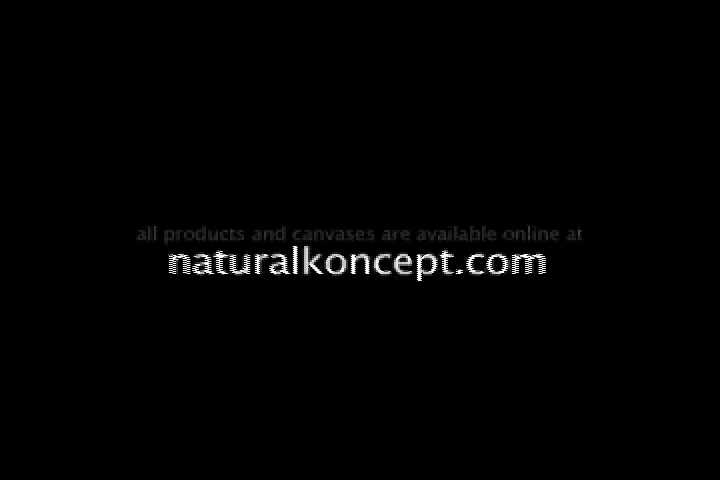 all products and canvases are available online at
naturalkoncept.com